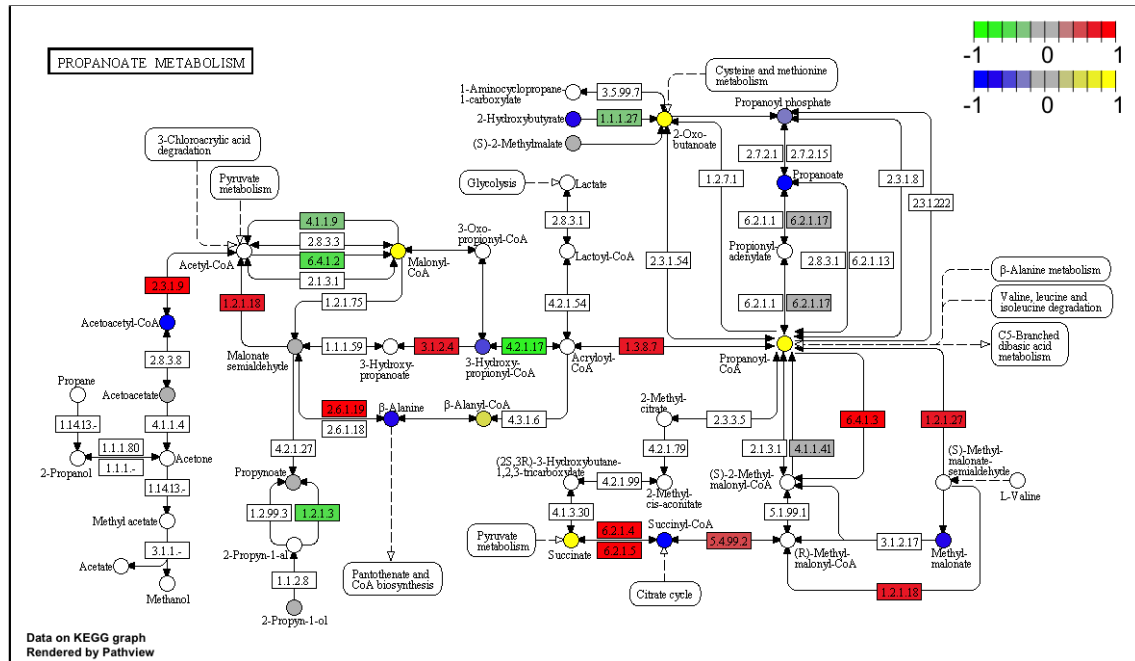 PROPANOATE METABOLISM
-1 0 1
-1 0 1
1-Aminocyclopropane-
1-carboxylate
3.5.99.7
Cysteine and methionine
metabolism
Propanoyl phosphate
2-Hydroxybutyrate
1.1.1.27
2-Oxo-
butanoate
(S)-2-Methylmalate
3-Chloroacrylic acid
degradation
Pyruvate
metabolism
Glycolysis
Lactate
2.7.2.1
2.7.2.15
1.2.7.1
2.3.1.8
2.3.1.222
Propanoate
2.8.3.1
6.2.1.1
6.2.1.17
4.1.1.9
2.8.3.3
6.4.1.2
2.1.3.1
Acetyl-CoA
Malonyl-
CoA
3-Oxo-
propionyl-CoA
Lactoyl-CoA
Propionyl-
adenylate
2.3.1.54
2.8.3.1
6.2.1.13
2.3.1.9
1.2.1.18
1.2.1.75
4.2.1.54
6.2.1.1
6.2.1.17
β-Alanine metabolism
Valine, leucine and
isoleucine degradation
C5-Branched
dibasic acid
metabolism
Acetoacetyl-CoA
2.8.3.8
Malonate
semialdehyde
1.1.1.59
3-Hydroxy-
propanoate
3.1.2.4
3-Hydroxy-
propionyl-CoA
4.2.1.17
Acryloyl-
CoA
1.3.8.7
Propanoyl-
CoA
Propane
Acetoacetate
2.6.1.19
2.6.1.18
β-Alanine
β-Alanyl-CoA
4.3.1.6
2-Methyl-
citrate
2.3.3.5
6.4.1.3
1.2.1.27
1.14.13.-
4.1.1.4
1.1.1.80
1.1.1.-
2-Propanol
Acetone
4.2.1.27
4.2.1.79
2.1.3.1
4.1.1.41
(S)-Methyl-
malonate-
semialdehyde
L-Valine
1.14.13.-
Propynoate
(2S,3R)-3-Hydroxybutane-
1,2,3-tricarboxylate
4.2.1.99
2-Methyl-
cis-aconitate
(S)-2-Methyl-
malonyl-CoA
Methyl acetate
1.2.99.3
1.2.1.3
4.1.3.30
5.1.99.1
3.1.1.-
Acetate
Methanol
2-Propyn-1-al
Pyruvate
metabolism
Succinate
6.2.1.4
6.2.1.5
Succinyl-CoA
5.4.99.2
(R)-Methyl-
malonyl-CoA
3.1.2.17
Methyl-
malonate
1.1.2.8
2-Propyn-1-ol
Pantothenate and
CoA biosynthesis
Citrate cycle
1.2.1.18
Data on KEGG graph
Rendered by Pathview